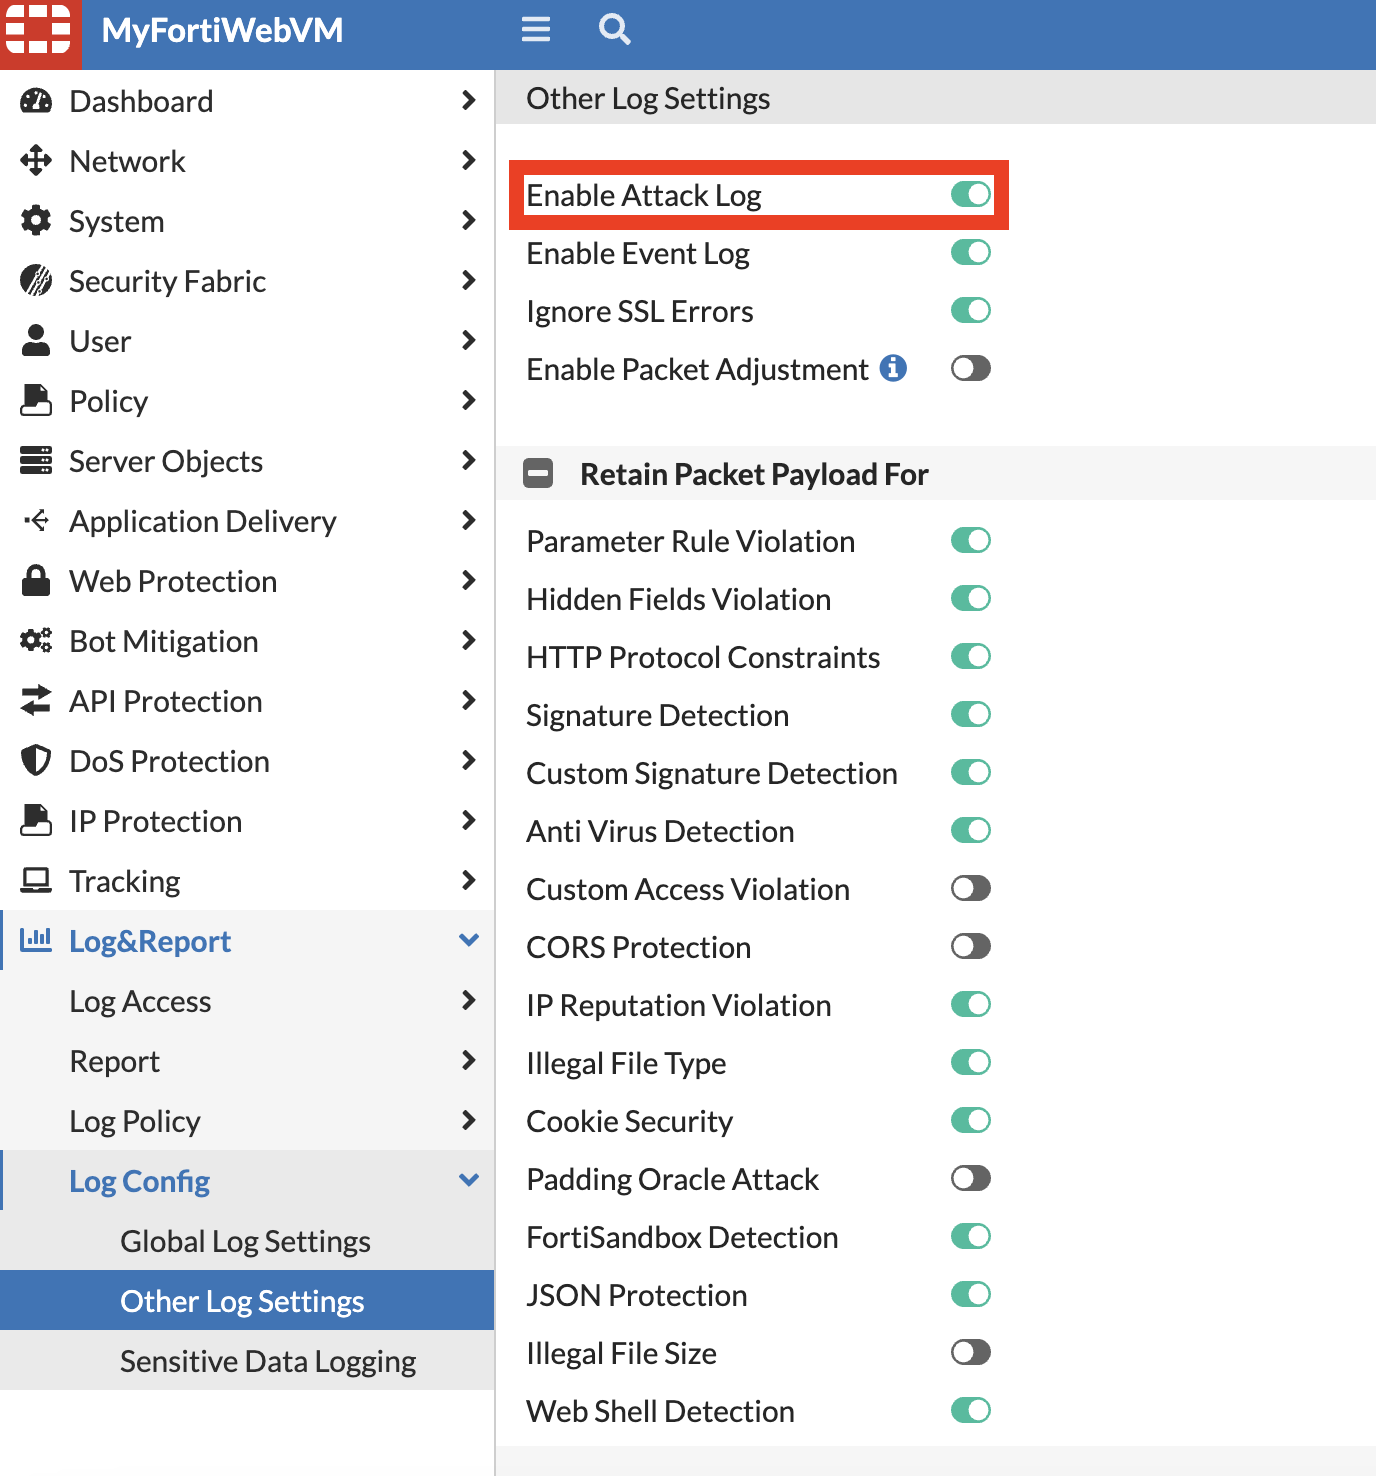 MyFortiWebVM
Dashboard
Network
System
Security Fabric
User
Policy
Server Objects
Application Delivery
Web Protection
Bot Mitigation
API Protection
DoS Protection
IP Protection
Tracking
Log&Report
Log Access
Report
Log Policy
Log Config
Global Log Settings
Other Log Settings
Sensitive Data Logging
Other Log Settings
Enable Attack Log
Enable Event Log
Ignore SSL Errors
Enable Packet Adjustment
Retain Packet Payload For
Parameter Rule Violation
Hidden Fields Violation
HTTP Protocol Constraints
Signature Detection
Custom Signature Detection
Anti Virus Detection
Custom Access Violation
CORS Protection
IP Reputation Violation
Illegal File Type
Cookie Security
Padding Oracle Attack
FortiSandbox Detection
JSON Protection
Illegal File Size
Web Shell Detection